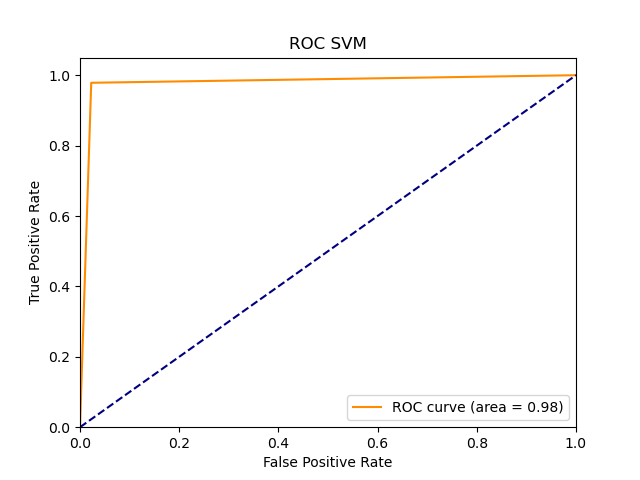 ROC SVM
1.0
0.8
0.6
0.4
0.2
0.0
True Positive Rate
ROC curve (area = 0.98)
0.0 0.2 0.4 0.6 0.8 1.0
False Positive Rate